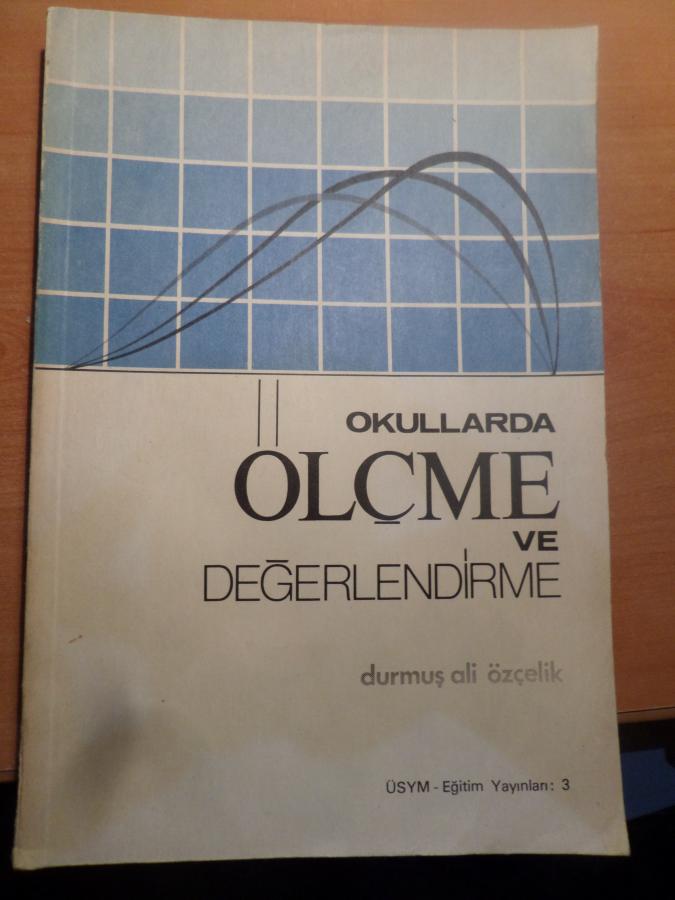 OKULLARDA
ÖLÇME
VE
DEĞERLENDİRME
durmuş ali özçelik
ÜSYM - Eğitim Yayınları: 3